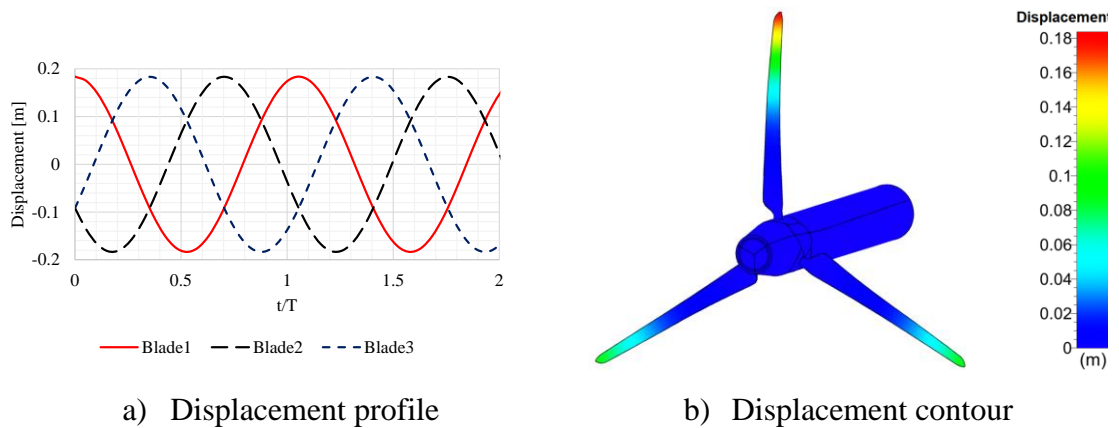 Displacement [m]
0.2
0.1
0
-0.1
-0.2
0
0.5
1
1.5
2
t/T
Blade1
Blade2
Blade3
a) Displacement profile
Displacement
0.18
0.16
0.14
0.12
0.1
0.08
0.06
0.04
0.02
0
(m)
b) Displacement contour